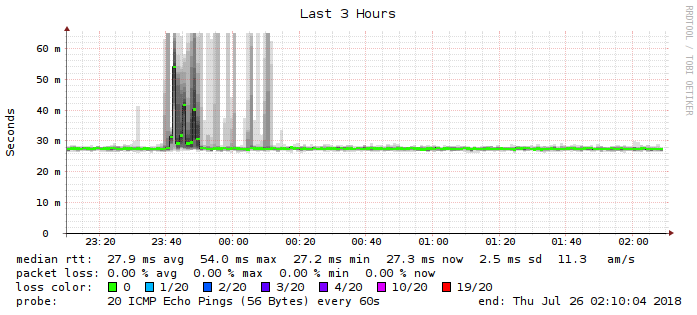 Last 3 Hours
RRDTOOL / TOBI OETIKER
Seconds
60 m
50 m
40 m
30 m
20 m
10 m
0
23:20 23:40 00:00 00:20 00:40 01:00 01:20 01:40 02:00
median rtt: 27.9 ms avg 54.0 ms max 27.2 ms min 27.3 ms now 2.5 ms sd 11.3 am/s
packet loss: 0.00 % avg 0.00 % max 0.00 % min 0.00 % now
loss color: 0 1/20 2/20 3/20 4/20 10/20 19/20
probe: 20 ICMP Echo Pings (56 Bytes) every 60s end: Thu Jul 26 02:10:04 2018